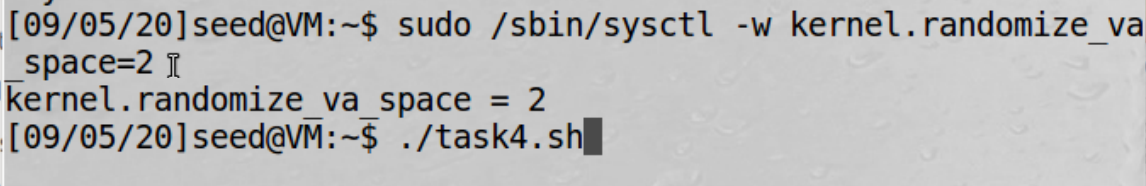 [09/05/20]seed@VM:~$ sudo /sbin/sysctl -w kernel.randomize_va
_space=2
kernel.randomize_va_space = 2
[09/05/20]seed@VM:~$ ./task4.sh